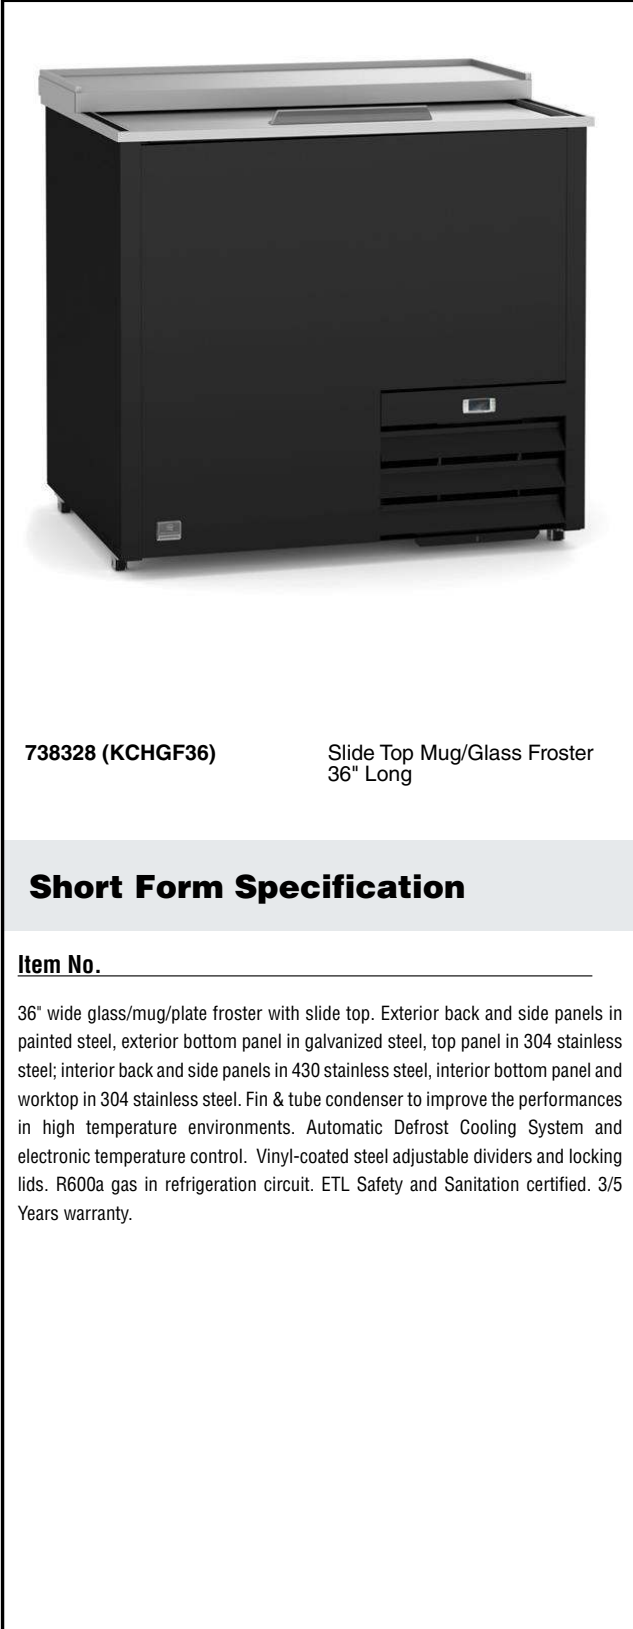 738328 (KCHGF36)
Slide Top Mug/Glass Froster
36" Long
Short Form Specification
Item No.
36" wide glass/mug/plate froster with slide top. Exterior back and side panels in
painted steel, exterior bottom panel in galvanized steel, top panel in 304 stainless
steel; interior back and side panels in 430 stainless steel, interior bottom panel and
worktop in 304 stainless steel. Fin & tube condenser to improve the performances
in high temperature environments. Automatic Defrost Cooling System and
electronic temperature control. Vinyl-coated steel adjustable dividers and locking
lids. R600a gas in refrigeration circuit. ETL Safety and Sanitation certified. 3/5
Years warranty.